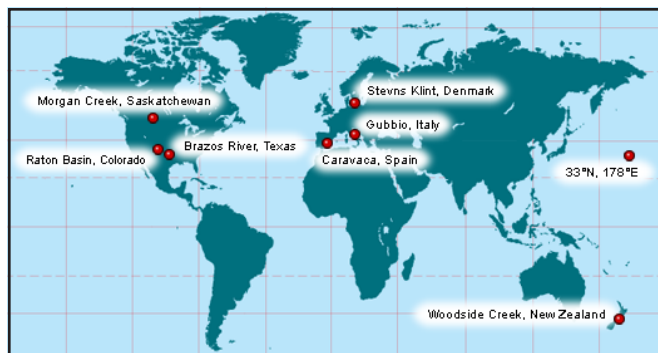 Stevns Klint, Denmark
Morgan Creek, Saskatchewan
Gubbio, Italy
Brazos River, Texas
Raton Basin, Colorado
Caravaca, Spain
33°N, 178°E
Woodside Creek, New Zealand